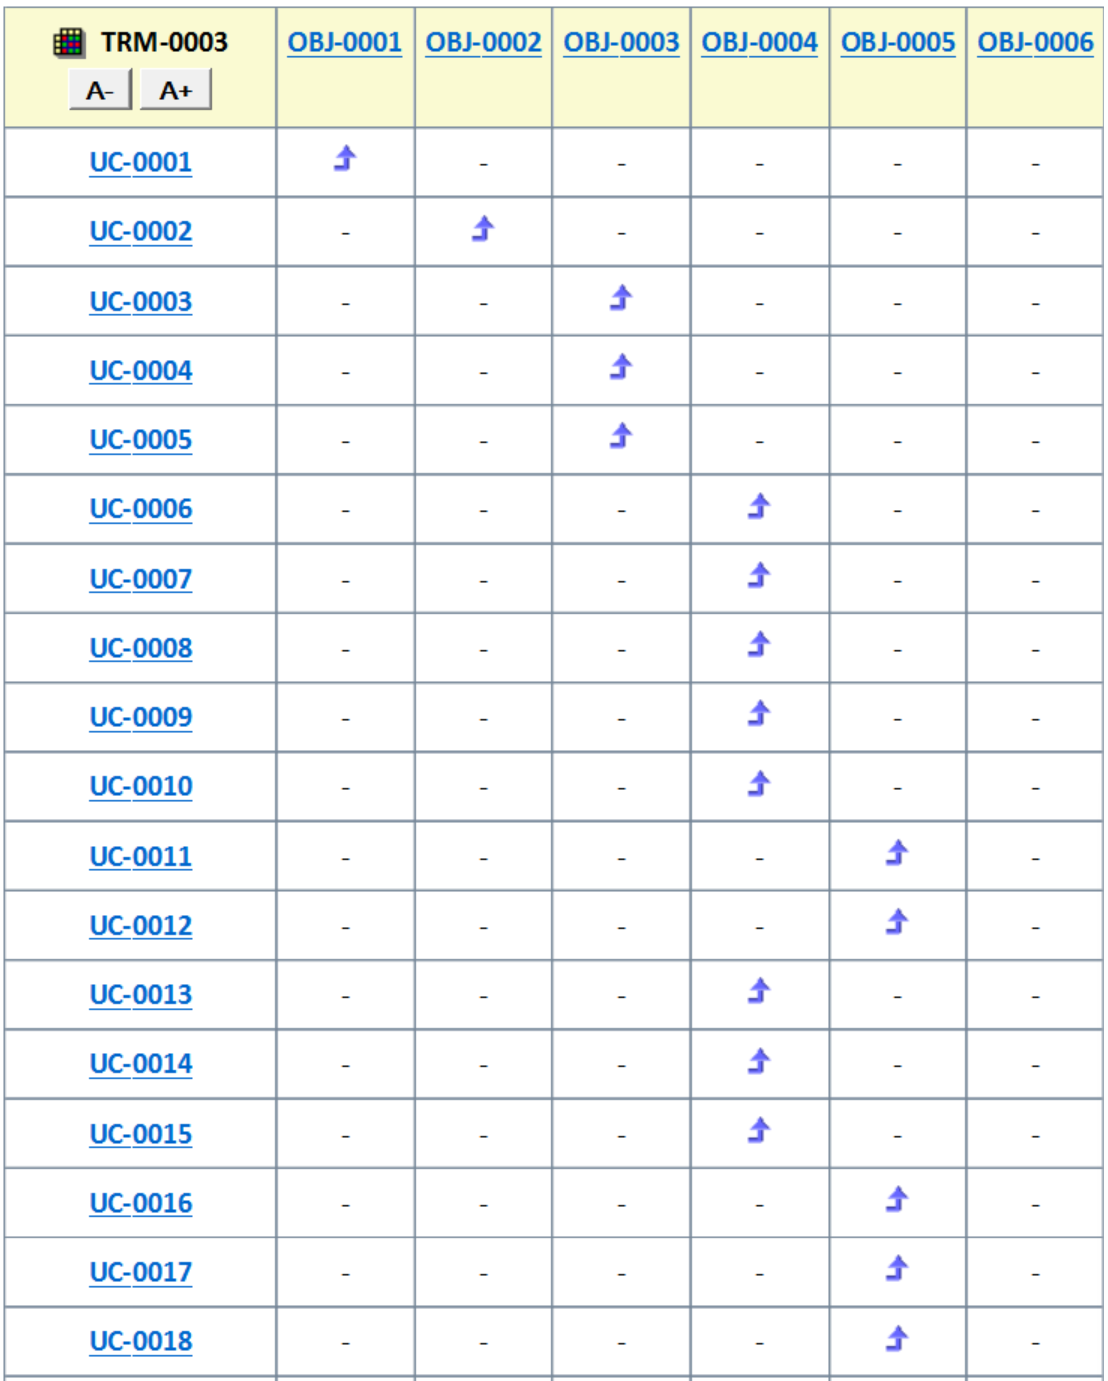 TRM-0003 OBJ-0001 OBJ-0002 OBJ-0003 OBJ-0004 OBJ-0005 OBJ-0006
A- A+
UC-0001 - - - - -
UC-0002 - - - - -
UC-0003 - - - - -
UC-0004 - - - - -
UC-0005 - - - - -
UC-0006 - - - - -
UC-0007 - - - - -
UC-0008 - - - - -
UC-0009 - - - - -
UC-0010 - - - - -
UC-0011 - - - - -
UC-0012 - - - - -
UC-0013 - - - - -
UC-0014 - - - - -
UC-0015 - - - - -
UC-0016 - - - - -
UC-0017 - - - - -
UC-0018 - - - - -